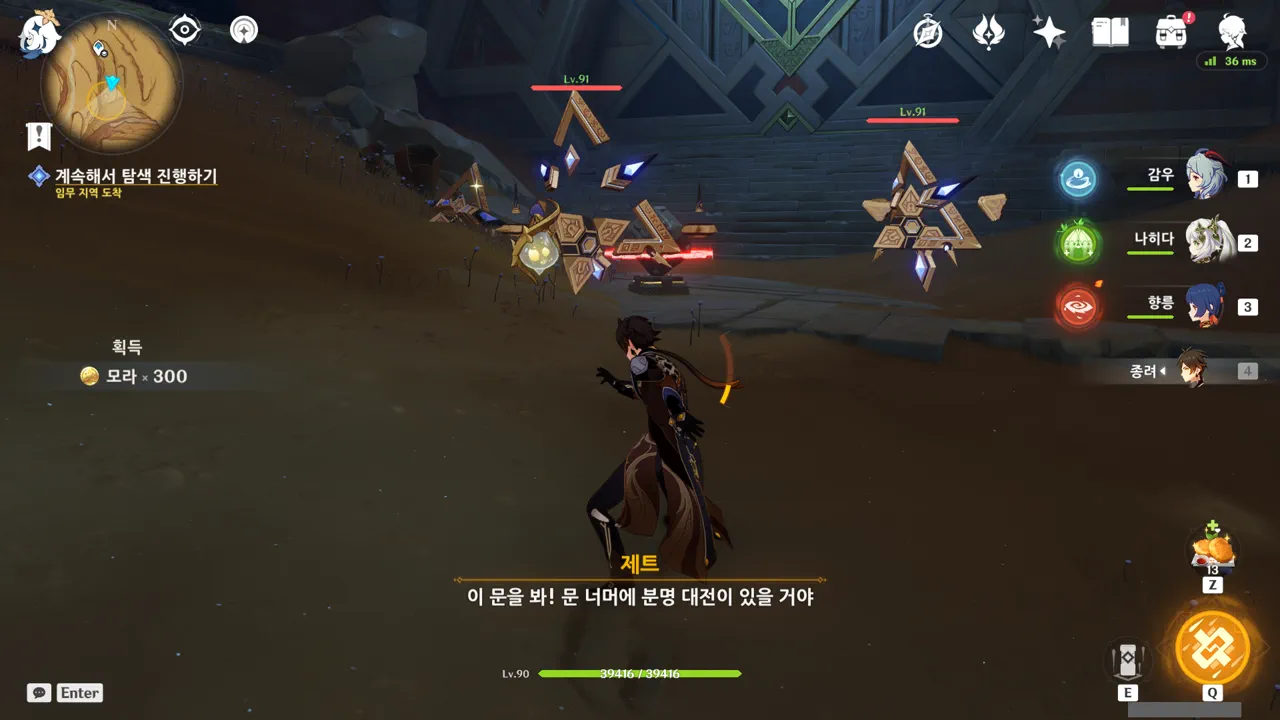 N
36 ms
Lv.91
Lv.91
계속해서 탐색 진행하기
임무 지역 도착
감우
1
나히다
2
향릉
3
종려
4
획득
모라 × 300
제트
이 문을 봐! 문 너머에 분명 대전이 있을 거야
13
Z
Lv.90
39416 / 39416
E
Q
Enter